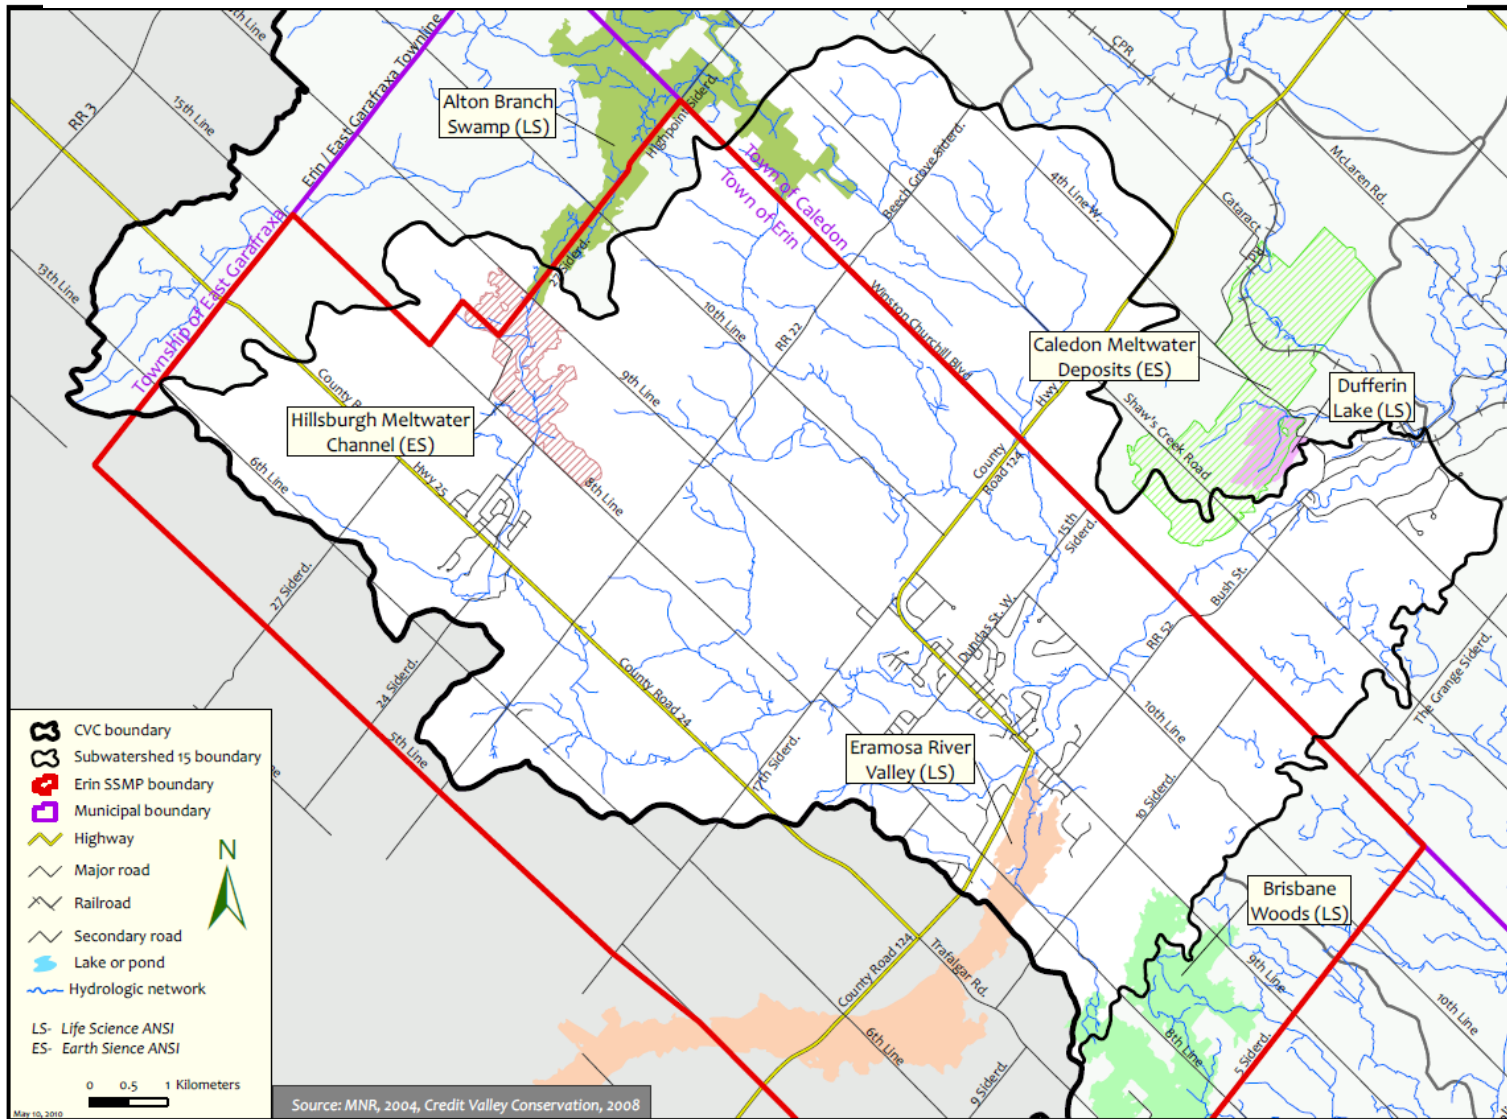 15th Line
RR 3
15th Line
13th Line
Erin/ East Garafraxa Townline
Township of East Garafraxa
Alton Branch
Swamp (LS)
Highpoint Siderd.
27 Siderd.
Town of Caledon
Town of Erin
Beech Grove Siderd.
4th Line W.
CPR
McLaren Rd.
Cataract
Winston Churchill Blvd
10th Line
RR 22
9th Line
Caledon Meltwater
Deposits (ES)
Dufferin
Lake (LS)
Shaw's Creek Road
Hillsburgh Meltwater
Channel (ES)
Hwy 25
6th Line
8th Line
County
Road 124
15th
Siderd.
Bush St.
RR 52
Dundas St. W.
The Grange Siderd.
27 Siderd.
24 Siderd.
County Road 24
5th Line
17th Siderd.
Eramosa River
Valley (LS)
10th Line
10 Siderd.
Brisbane
Woods (LS)
County Road 124
Trafalgar Rd.
6th Line
9 Siderd.
9th Line
8th Line
5 Siderd.
10th Line
CVC boundary
Subwatershed 15 boundary
Erin SSMP boundary
Municipal boundary
Highway
Major road
Railroad
Secondary road
Lake or pond
Hydrologic network
N
LS- Life Science ANSI
ES- Earth Sience ANSI
0 0.5 1 Kilometers
May 10, 2010
Source: MNR, 2004, Credit Valley Conservation, 2008